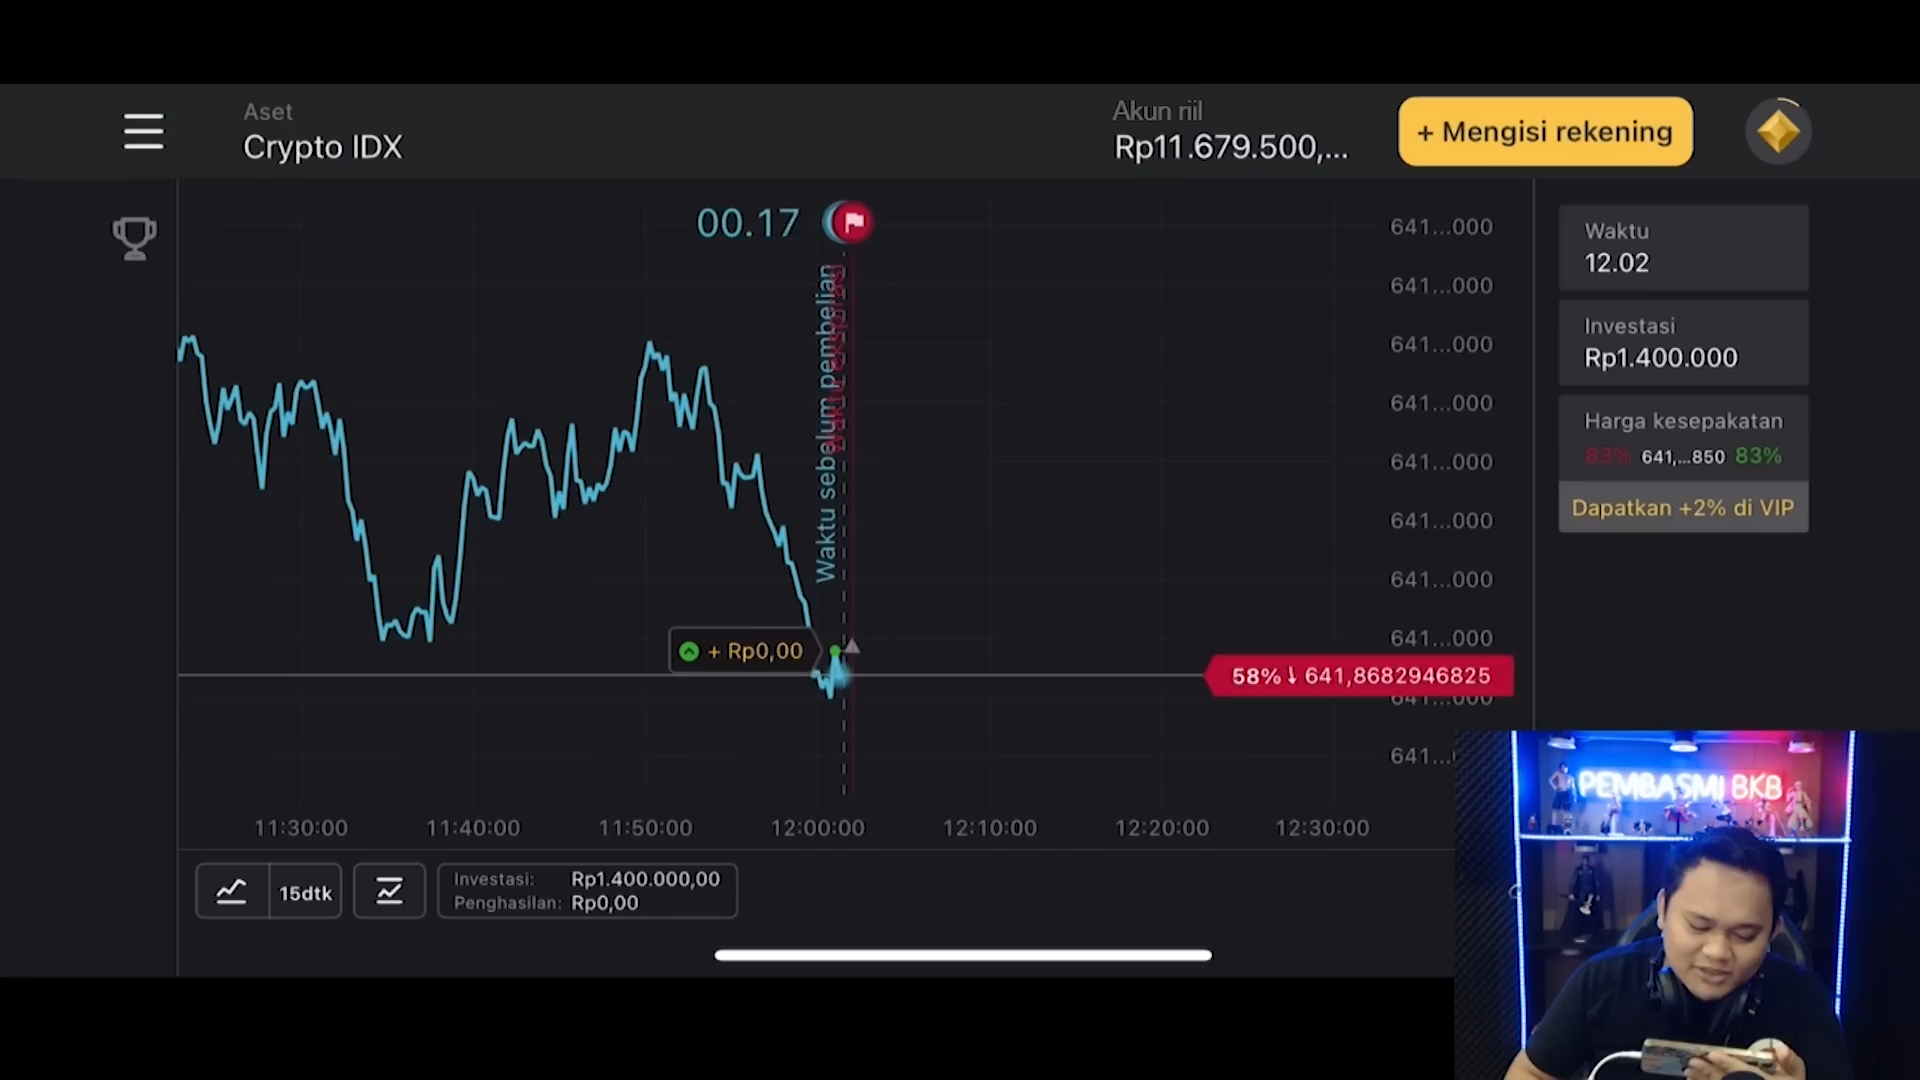 Aset
Crypto IDX
Akun riil
Rp11.679.500,...
+ Mengisi rekening
00.17
Waktu sebelum pembelian
641...000
641...000
641...000
641...000
641...000
641...000
641...000
641...000
58% 641,8682946825
641...000
641...
+ Rp0,00
Waktu
12.02
Investasi
Rp1.400.000
Harga kesepakatan
83% 641,...850 83%
Dapatkan +2% di VIP
11:30:00
11:40:00
11:50:00
12:00:00
12:10:00
12:20:00
12:30:00
15dtk
Investasi: Rp1.400.000,00
Penghasilan: Rp0,00
PEMBASMI BKB